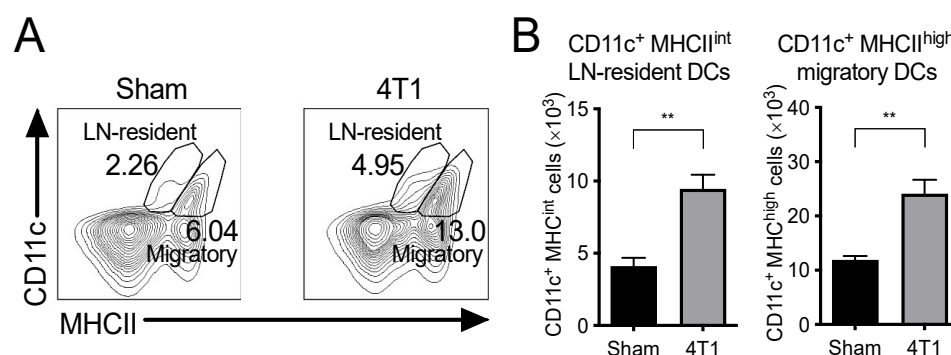 A
Sham
4T1
LN-resident
2.26
6.04
Migratory
LN-resident
4.95
13.0
Migratory
CD11c
MHCII
B
CD11c⁺ MHCII^int
LN-resident DCs
CD11c⁺ MHC^int cells (×10³)
15
10
5
0
**
Sham
4T1
CD11c⁺ MHCII^high
migratory DCs
CD11c⁺ MHC^high cells (×10³)
40
30
20
10
0
**
Sham
4T1